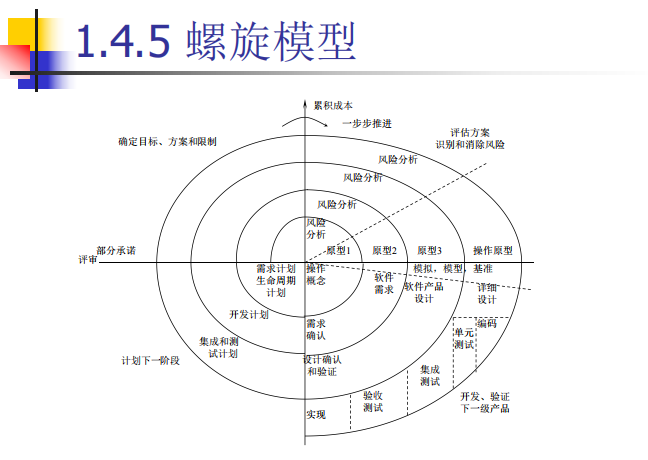 1.4.5 螺旋模型
累积成本
一步步推进
确定目标、方案和限制
评估方案
识别和消除风险
风险分析
风险分析
风险分析
风险
分析
部分承诺
评审
原型1
原型2
原型3
操作原型
需求计划
生命周期
计划
操作
概念
模拟，模型，基准
软件
需求
软件产品
设计
详细
设计
开发计划
需求
确认
编码
单元
测试
集成和测
试计划
计划下一阶段
设计确认
和验证
集成
测试
验收
测试
实现
开发、验证
下一级产品